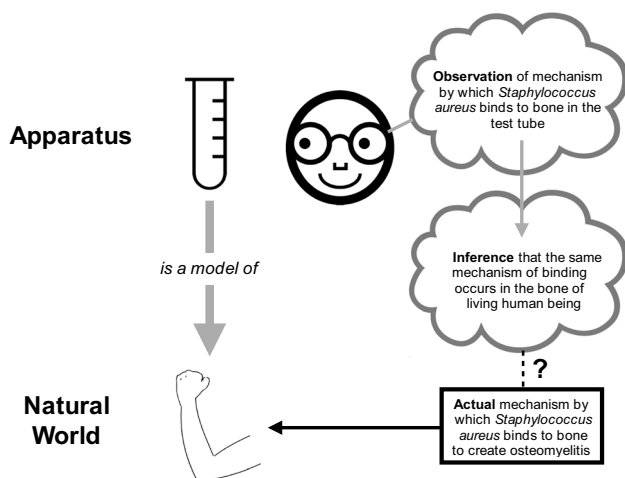 Observation of mechanism
by which Staphylococcus
aureus binds to bone in the
test tube
Apparatus
is a model of
Inference that the same
mechanism of binding
occurs in the bone of
living human being
?
Natural
World
Actual mechanism by
which Staphylococcus
aureus binds to bone
to create osteomyelitis